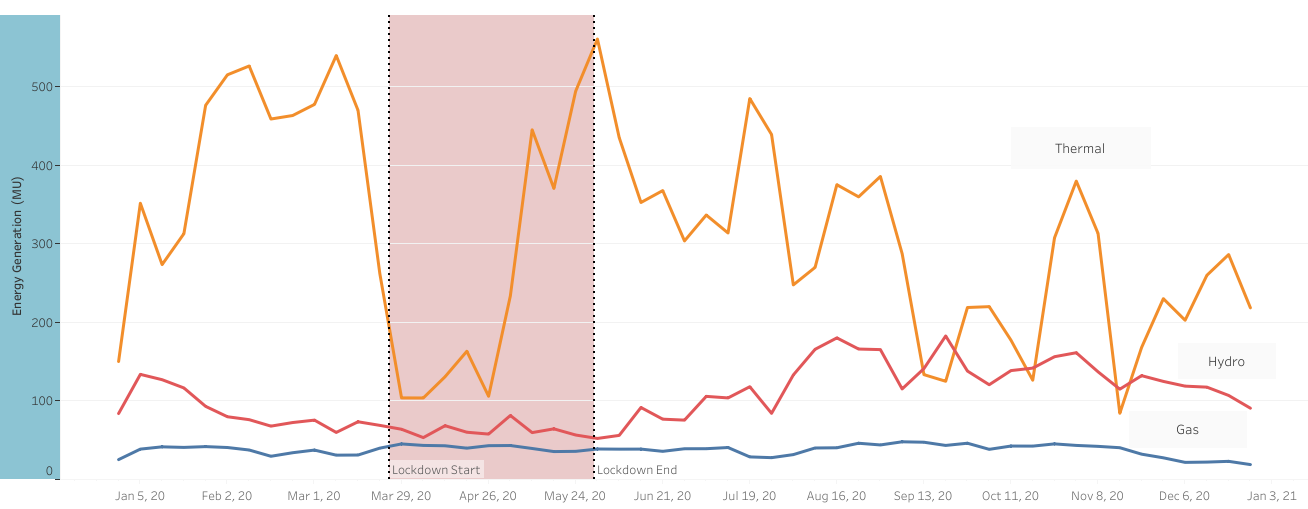 Energy Generation (MU)
500
400
300
200
100
0
Thermal
Hydro
Gas
Lockdown Start
Lockdown End
Jan 5, 20
Feb 2, 20
Mar 1, 20
Mar 29, 20
Apr 26, 20
May 24, 20
Jun 21, 20
Jul 19, 20
Aug 16, 20
Sep 13, 20
Oct 11, 20
Nov 8, 20
Dec 6, 20
Jan 3, 21